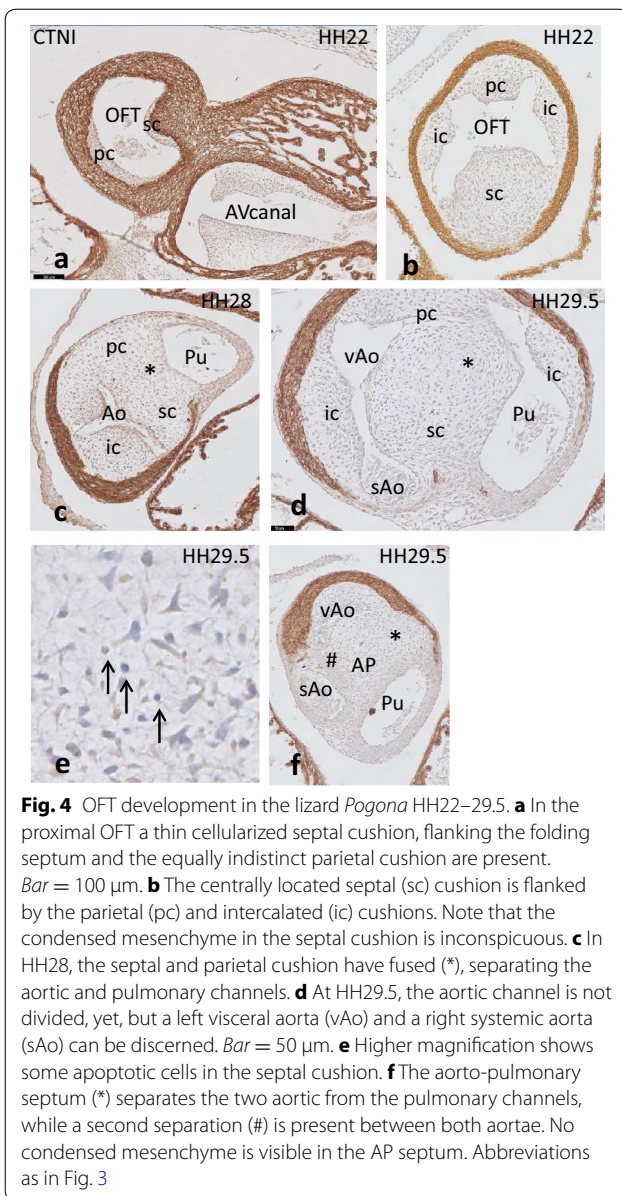 CTNI HH22
OFT
sc
pc
AVcanal
a
HH22
pc
ic ic
OFT
sc
b
HH28
pc
Pu
*
Ao sc
ic
c
HH29.5
pc
vAo
*
ic
ic
Pu
sc
sAo
d
HH29.5
e
HH29.5
vAo
*
# AP
sAo
Pu
f
Fig. 4 OFT development in the lizard Pogona HH22–29.5. a In the
proximal OFT a thin cellularized septal cushion, flanking the folding
septum and the equally indistinct parietal cushion are present.
Bar = 100 μm. b The centrally located septal (sc) cushion is flanked
by the parietal (pc) and intercalated (ic) cushions. Note that the
condensed mesenchyme in the septal cushion is inconspicuous. c In
HH28, the septal and parietal cushion have fused (*), separating the
aortic and pulmonary channels. d At HH29.5, the aortic channel is not
divided, yet, but a left visceral aorta (vAo) and a right systemic aorta
(sAo) can be discerned. Bar = 50 μm. e Higher magnification shows
some apoptotic cells in the septal cushion. f The aorto-pulmonary
septum (*) separates the two aortic from the pulmonary channels,
while a second separation (#) is present between both aortae. No
condensed mesenchyme is visible in the AP septum. Abbreviations
as in Fig. 3